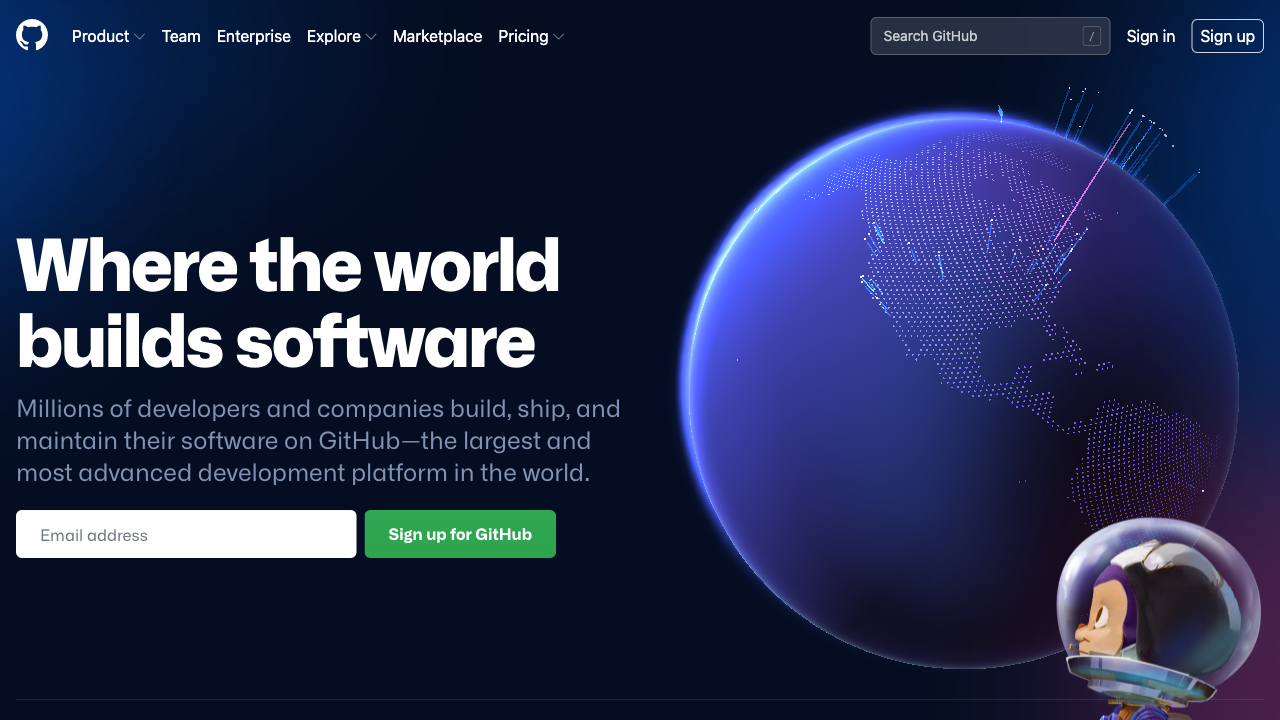 Product
Team
Enterprise
Explore
Marketplace
Pricing
Search GitHub
/
Sign in
Sign up
Where the world
builds software
Millions of developers and companies build, ship, and
maintain their software on GitHub—the largest and
most advanced development platform in the world.
Email address
Sign up for GitHub